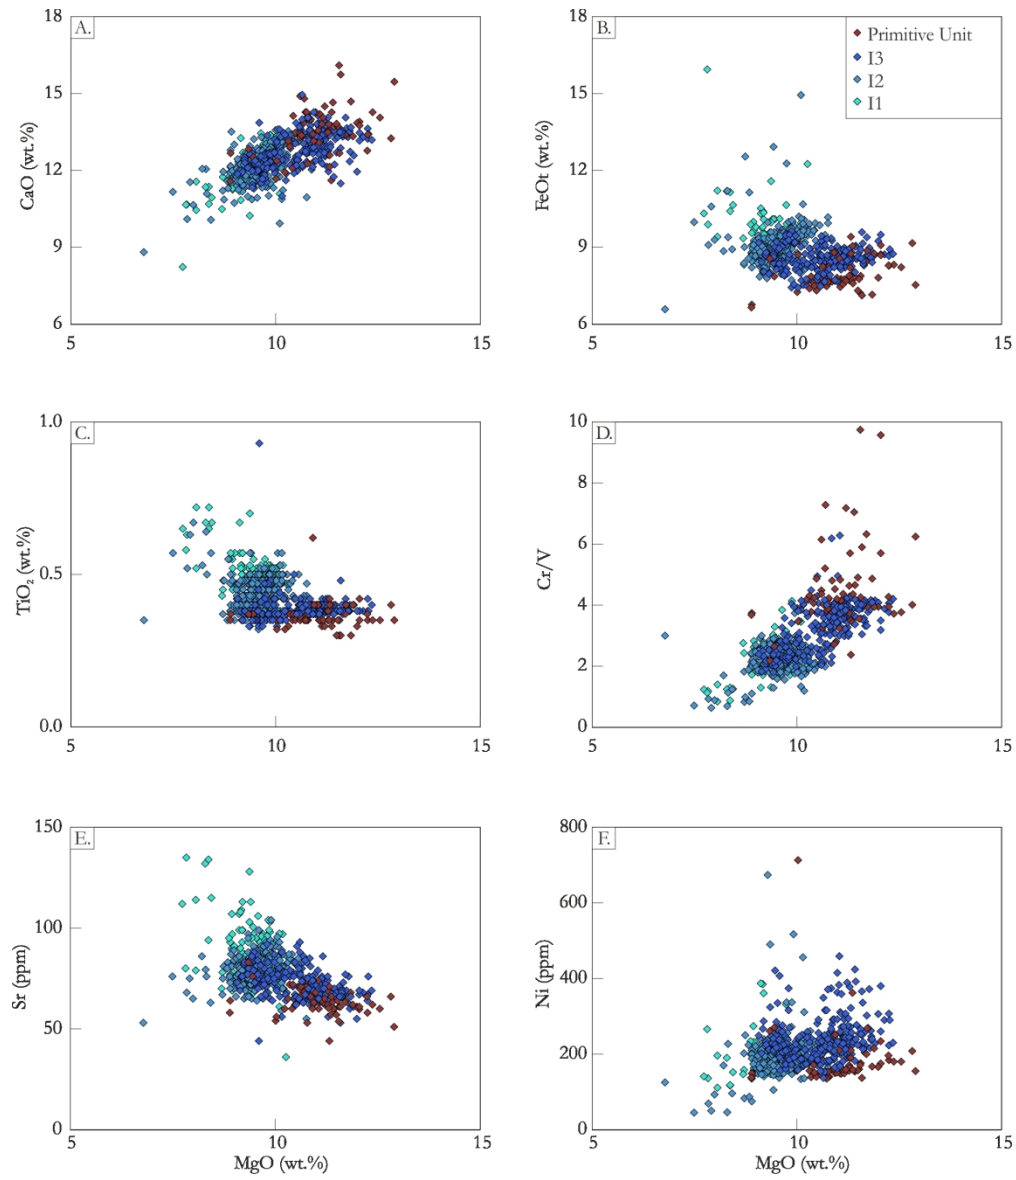 A.
18
15
12
9
6
CaO (wt.%)
5
10
15
B.
18
15
12
9
6
FeOt (wt.%)
5
10
15
Primitive Unit
I3
I2
I1
C.
1.0
0.5
0.0
TiO₂ (wt.%)
5
10
15
D.
10
8
6
4
2
0
Cr/V
5
10
15
E.
150
100
50
0
Sr (ppm)
5
10
15
MgO (wt.%)
F.
800
600
400
200
0
Ni (ppm)
5
10
15
MgO (wt.%)